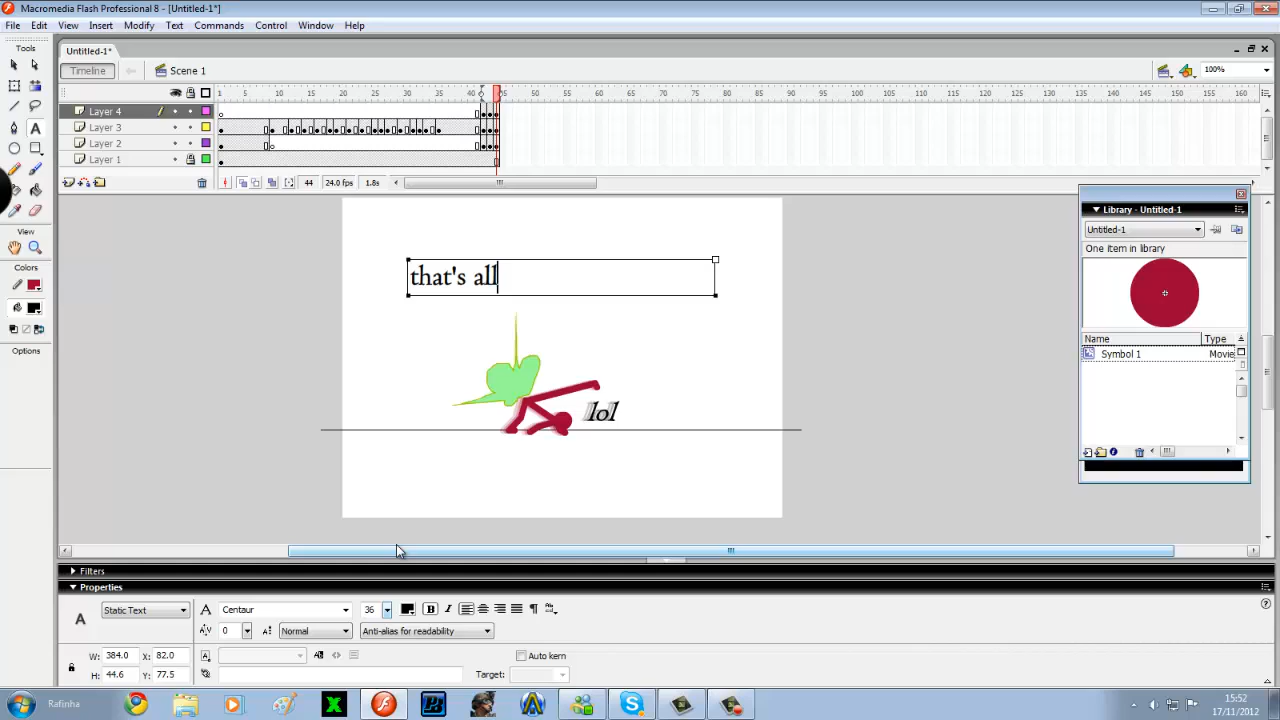 Macromedia Flash Professional 8 - [Untitled-1*]
File Edit View Insert Modify Text Commands Control Window Help
Tools
Untitled-1*
Timeline Scene 1 100%
1 5 10 15 20 25 30 35 40 45 50 55 60 65 70 75 80 85 90 95 100 105 110 115 120 125 130 135 140 145 150 155 160
Layer 4
Layer 3
Layer 2
Layer 1
44 24.0 fps 1.8s
View
Colors
Options
Library - Untitled-1
Untitled-1
One item in library
Name Type
Symbol 1 Movie
that's all
lol
Filters
Properties
A Static Text A Centaur 36 B I
0 Normal Anti-alias for readability
W: 384.0 X: 82.0 Auto kern
H: 44.6 Y: 77.5 Target:
Rafinha
15:52
17/11/2012